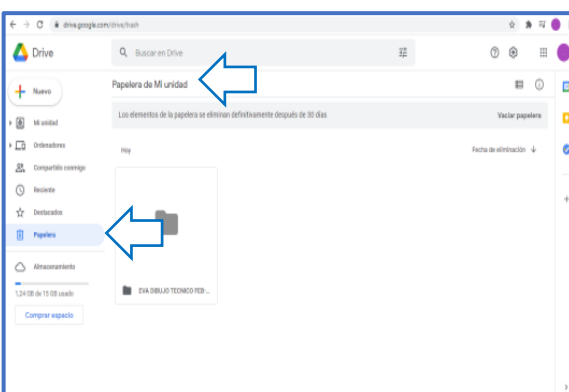 drive.google.com/drive/trash
Drive
Buscar en Drive
Nuevo
Papelera de Mi unidad
Los elementos de la papelera se eliminan definitivamente después de 30 días
Vaciar papelera
Mi unidad
Ordenadores
Compartido conmigo
Reciente
Destacados
Papelera
Almacenamiento
1,24 GB de 15 GB usado
Comprar espacio
Hoy
Fecha de eliminación
EVA DIBUJO TECNICO FEB ...